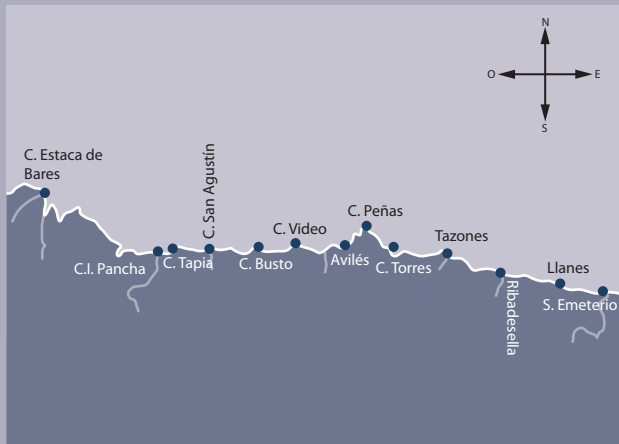 N
O
E
S
C. Estaca de
Bares
C. San Agustín
C. Peñas
C. Video
Tazones
C.I. Pancha
C. Tapia
C. Busto
Avilés
C. Torres
Llanes
Ribadesella
S. Emeterio